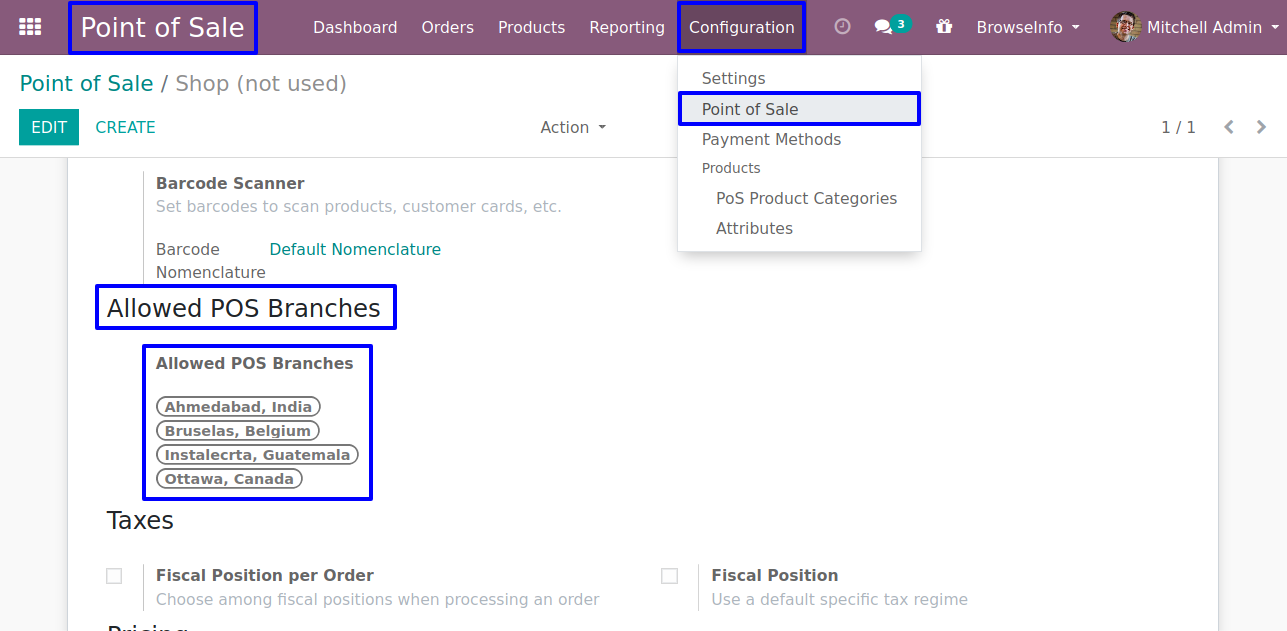 Point of Sale Dashboard Orders Products Reporting Configuration 3 BrowseInfo Mitchell Admin
Point of Sale / Shop (not used)
EDIT CREATE Action 1 / 1
Settings
Point of Sale
Payment Methods
Products
PoS Product Categories
Attributes
Barcode Scanner
Set barcodes to scan products, customer cards, etc.
Barcode Default Nomenclature
Nomenclature
Allowed POS Branches
Allowed POS Branches
Ahmedabad, India
Bruselas, Belgium
Instalecrta, Guatemala
Ottawa, Canada
Taxes
Fiscal Position per Order Fiscal Position
Choose among fiscal positions when processing an order Use a default specific tax regime
Pricing